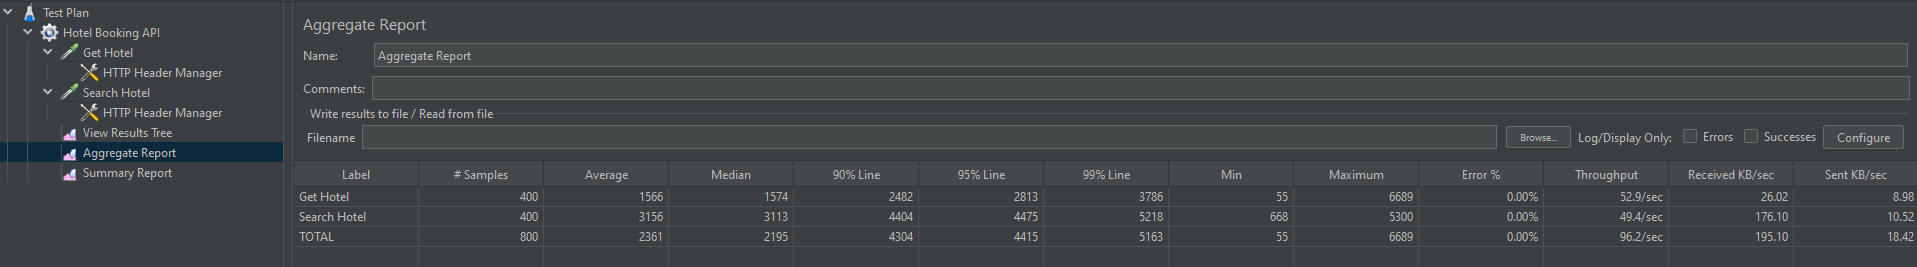 Test Plan
Hotel Booking API
Get Hotel
HTTP Header Manager
Search Hotel
HTTP Header Manager
View Results Tree
Aggregate Report
Summary Report
Aggregate Report
Name: Aggregate Report
Comments:
Write results to file / Read from file
Filename Browse... Log/Display Only: Errors Successes Configure
Label # Samples Average Median 90% Line 95% Line 99% Line Min Maximum Error % Throughput Received KB/sec Sent KB/sec
Get Hotel 400 1566 1574 2482 2813 3786 55 6689 0.00% 52.9/sec 26.02 8.98
Search Hotel 400 3156 3113 4404 4475 5218 668 5300 0.00% 49.4/sec 176.10 10.52
TOTAL 800 2361 2195 4304 4415 5163 55 6689 0.00% 96.2/sec 195.10 18.42